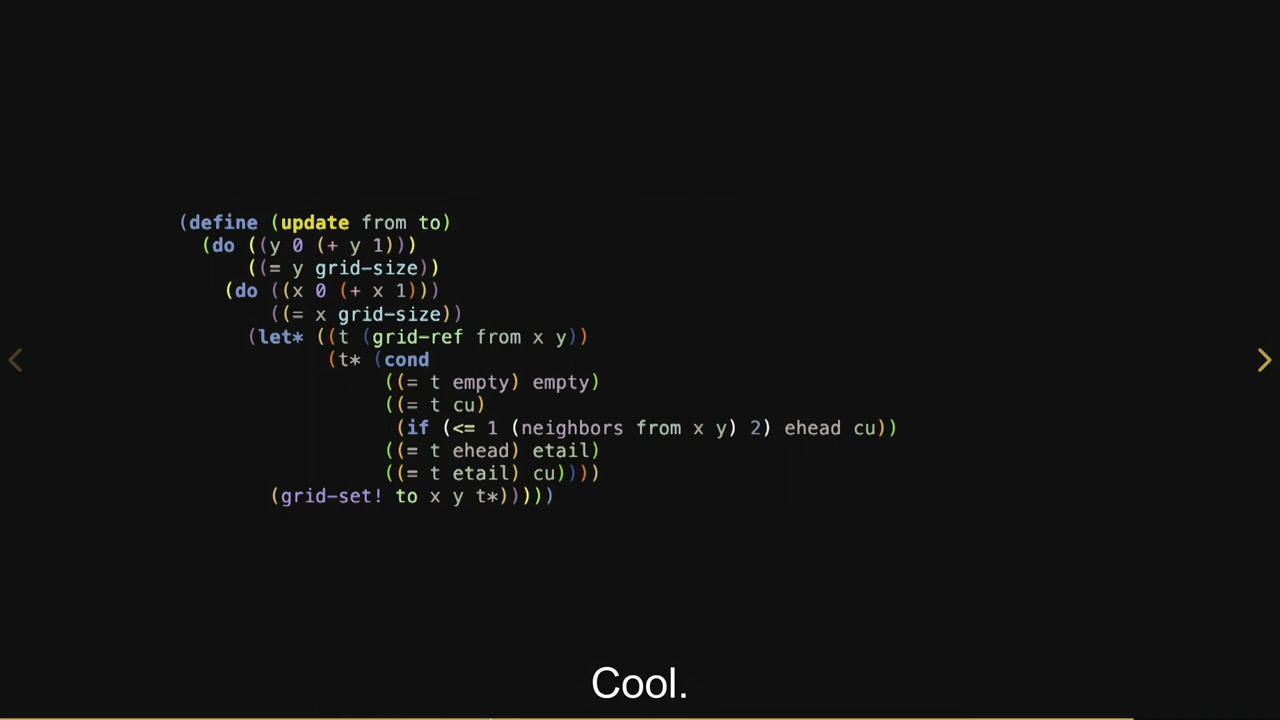 (define (update from to)
(do ((y 0 (+ y 1)))
((= y grid-size))
(do ((x 0 (+ x 1)))
((= x grid-size))
(let* ((t (grid-ref from x y))
(t* (cond
((= t empty) empty)
((= t cu)
(if (<= 1 (neighbors from x y) 2) ehead cu))
((= t ehead) etail)
((= t etail) cu))))
(grid-set! to x y t*)))))
Cool.